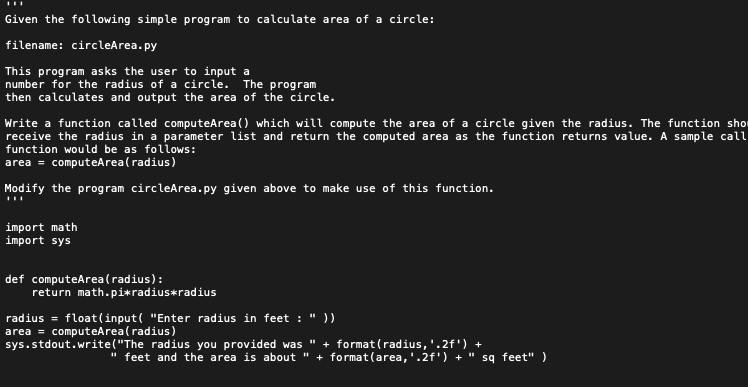 '''
Given the following simple program to calculate area of a circle:
filename: circleArea.py
This program asks the user to input a
number for the radius of a circle.  The program
then calculates and output the area of the circle.
Write a function called computeArea() which will compute the area of a circle given the radius. The function sho
receive the radius in a parameter list and return the computed area as the function returns value. A sample call
function would be as follows:
area = computeArea(radius)
Modify the program circleArea.py given above to make use of this function.
'''
import math
import sys
def computeArea(radius):
    return math.pi*radius*radius
radius = float(input( "Enter radius in feet : " ))
area = computeArea(radius)
sys.stdout.write("The radius you provided was " + format(radius,'.2f') +
                " feet and the area is about " + format(area,'.2f') + " sq feet" )